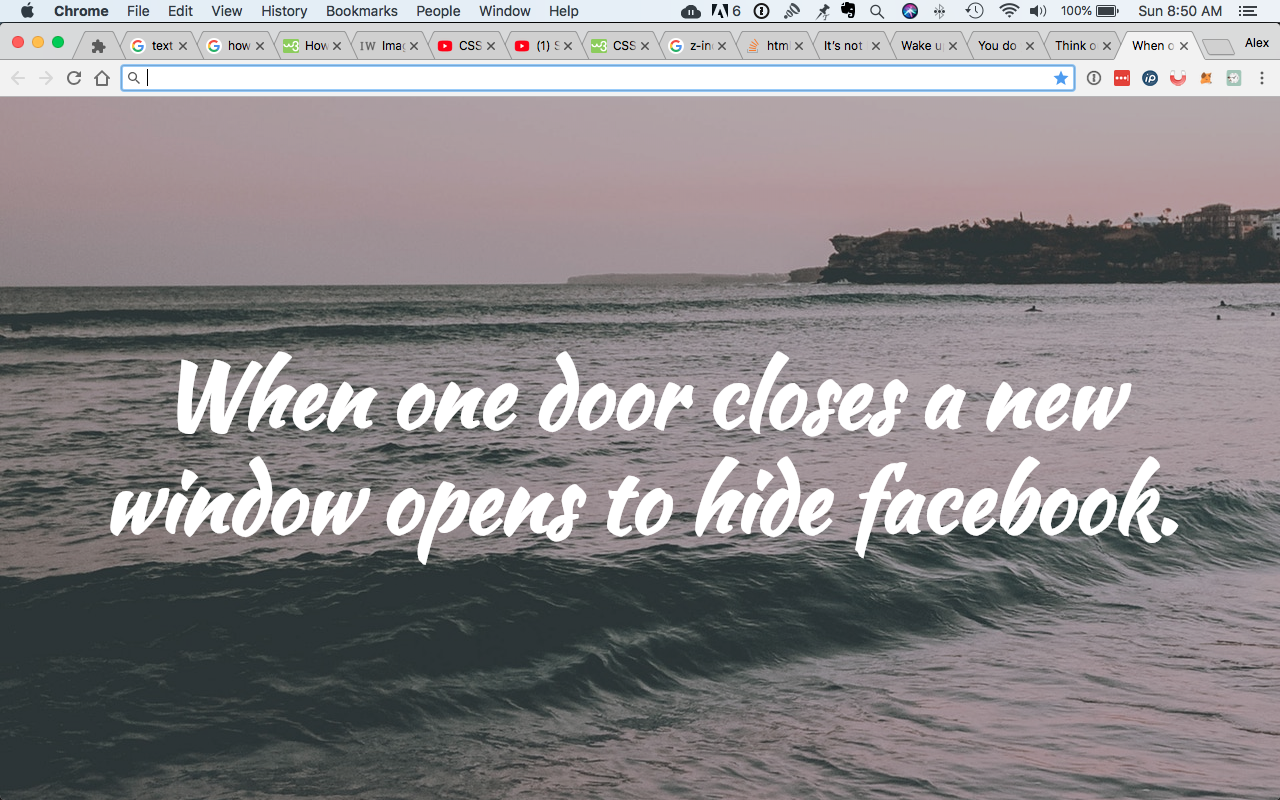 Chrome File Edit View History Bookmarks People Window Help 6 100% Sun 8:50 AM
text how How IW Imag CSS (1) S CSS z-in html It's not Wake u You do Think o When o Alex
When one door closes a new
window opens to hide facebook.